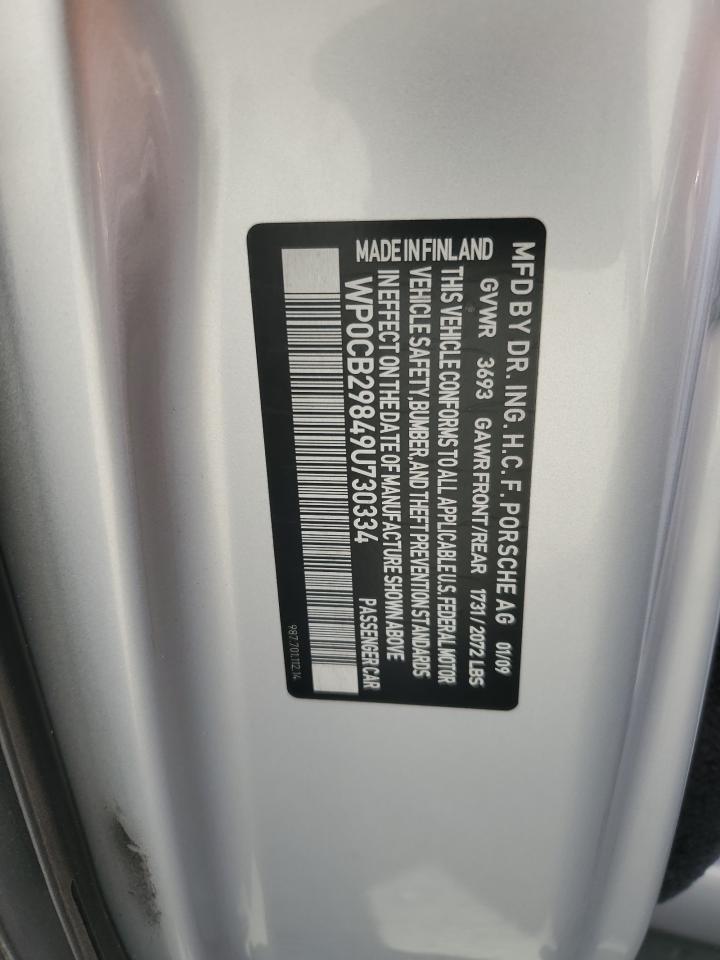 MFD BY DR. ING. H.C. F. PORSCHE AG 01/09
GVWR 3693 GAWR FRONT/REAR 1731/2072 LBS
THIS VEHICLE CONFORMS TO ALL APPLICABLE U.S. FEDERAL MOTOR
VEHICLE SAFETY, BUMBER, AND THEFT PREVENTION STANDARDS
IN EFFECT ON THE DATE OF MANUFACTURE SHOWN ABOVE
MADE IN FINLAND
WP0CB29849U730334 PASSENGER CAR
987.701.112.14